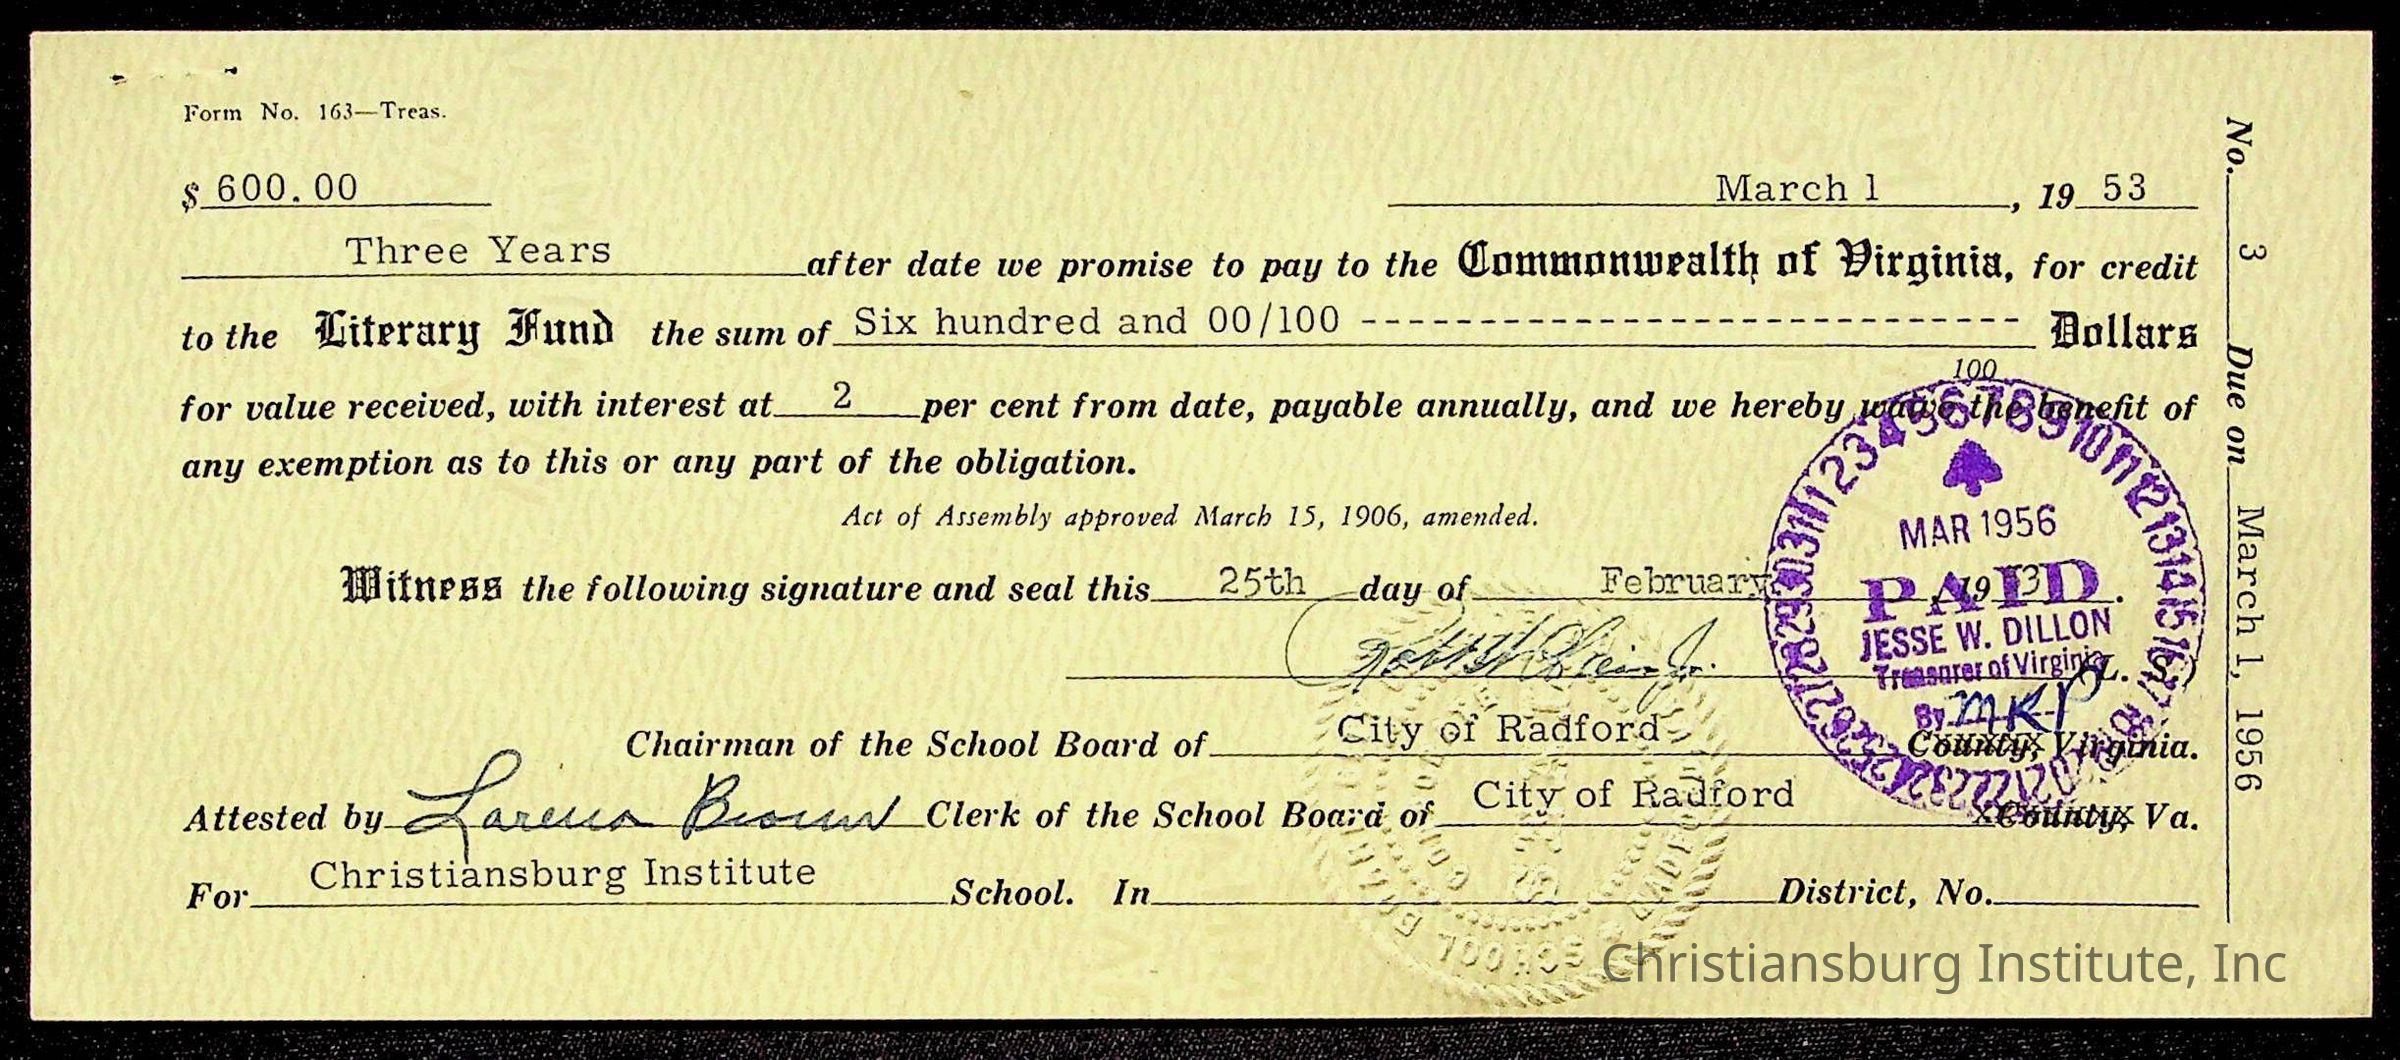 Form No. 163—Treas.
$ 600.00 March 1, 19 53
Three Years after date we promise to pay to the Commonwealth of Virginia, for credit
to the Literary Fund the sum of Six hundred and 00/100 ---------------------------- Dollars
100
for value received, with interest at 2 per cent from date, payable annually, and we hereby waive the benefit of
any exemption as to this or any part of the obligation.
Act of Assembly approved March 15, 1906, amended.
Witness the following signature and seal this 25th day of February, 1953.
(L. S.)
Chairman of the School Board of City of Radford County, Virginia.
Attested by Lorena Brown Clerk of the School Board of City of Radford County, Va.
For Christiansburg Institute School. In District, No.
No. 3 Due on March 1, 1956
MAR 1956
PAID
JESSE W. DILLON
Treasurer of Virginia
By MKP
Christiansburg Institute, Inc